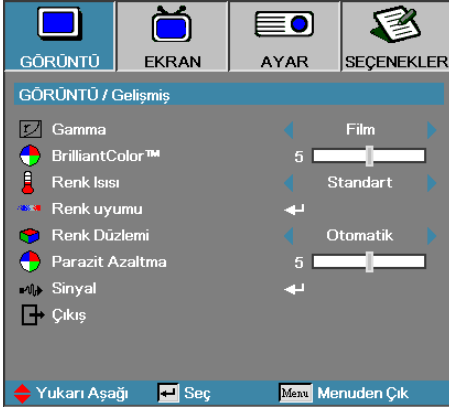 GÖRÜNTÜ EKRAN AYAR SEÇENEKLER
GÖRÜNTÜ / Gelişmiş
Gamma Film
BrilliantColor™ 5
Renk Isısı Standart
Renk uyumu
Renk Düzlemi Otomatik
Parazit Azaltma 5
Sinyal
Çıkış
Yukarı Aşağı Seç Menu Menuden Çık